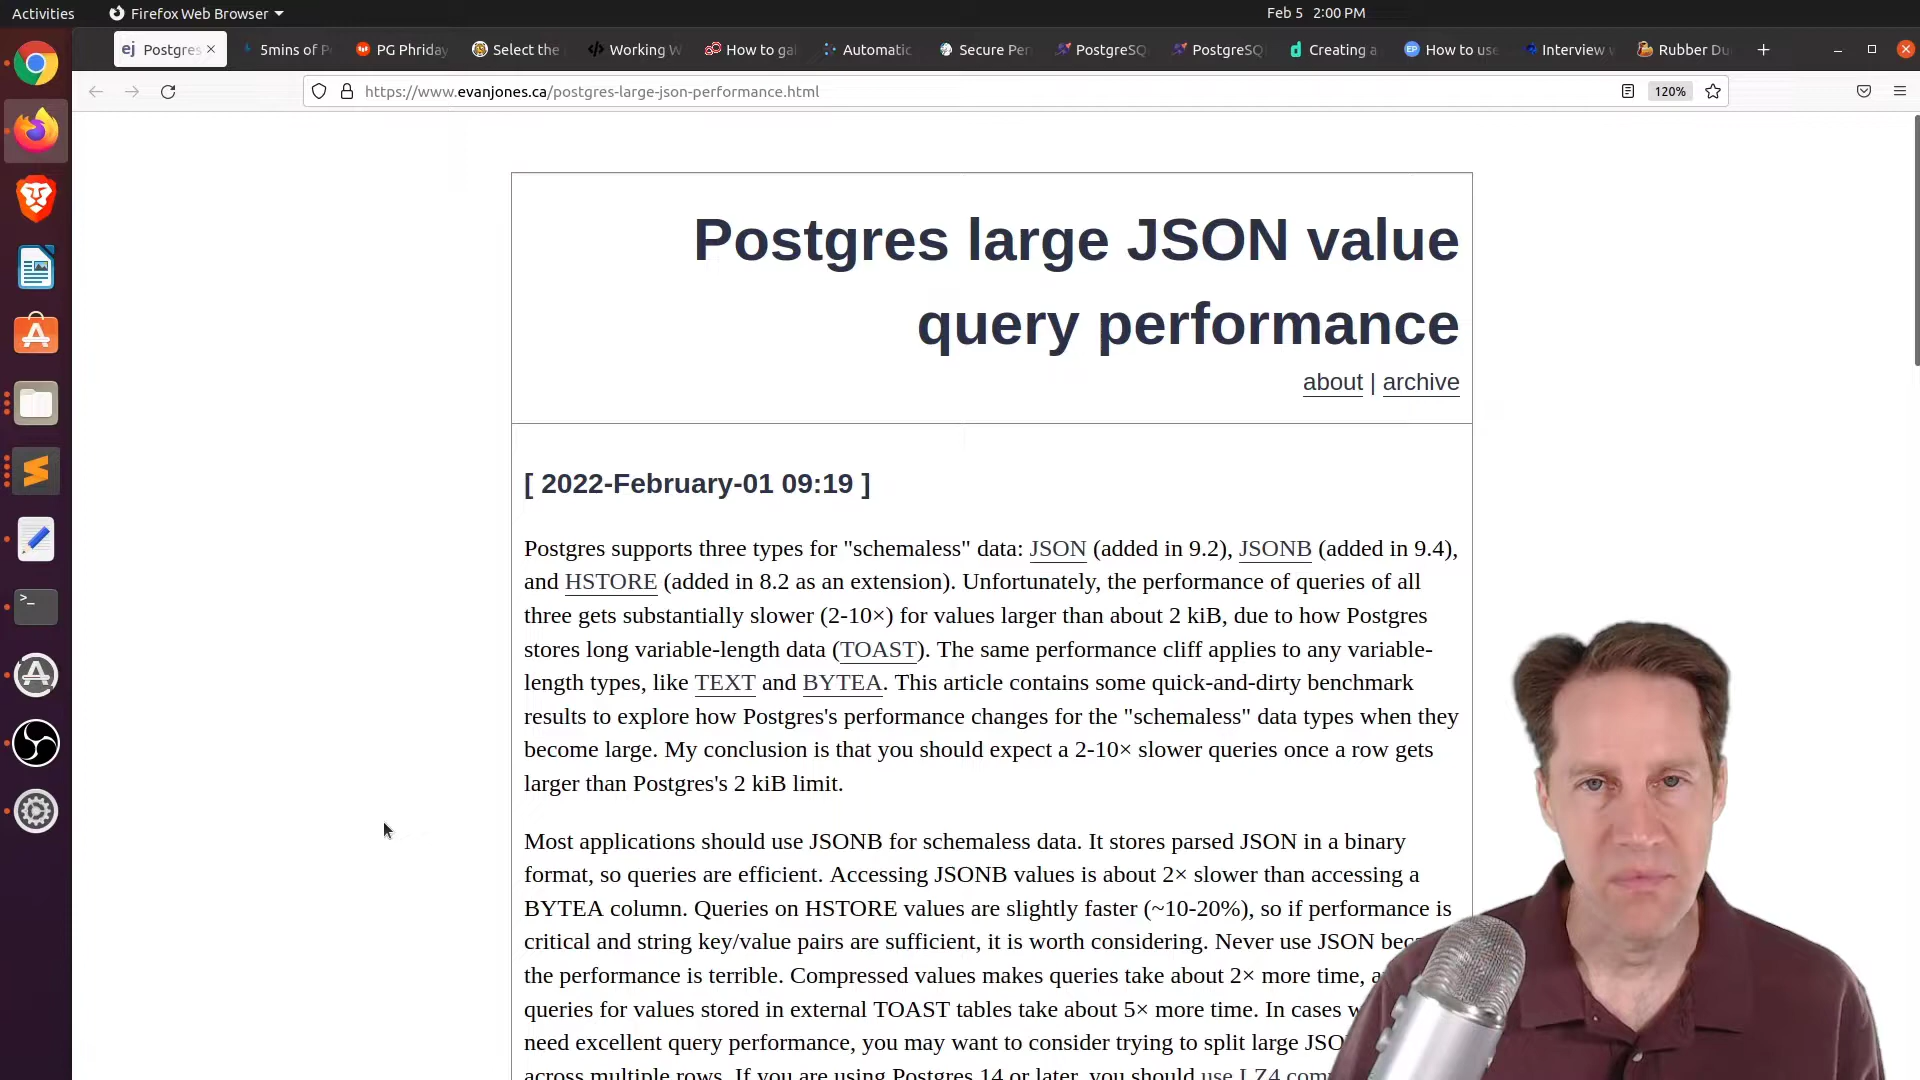 Activities
Firefox Web Browser
Feb 5 2:00 PM
ej Postgres
5mins of P
PG Phriday
Select the
Working W
How to gai
Automatic
Secure Per
PostgreSQ
PostgreSQ
Creating a
EP How to use
Interview w
Rubber Du
https://www.evanjones.ca/postgres-large-json-performance.html
120%
Postgres large JSON value
query performance
about | archive
[ 2022-February-01 09:19 ]
Postgres supports three types for "schemaless" data: JSON (added in 9.2), JSONB (added in 9.4),
and HSTORE (added in 8.2 as an extension). Unfortunately, the performance of queries of all
three gets substantially slower (2-10×) for values larger than about 2 kiB, due to how Postgres
stores long variable-length data (TOAST). The same performance cliff applies to any variable-
length types, like TEXT and BYTEA. This article contains some quick-and-dirty benchmark
results to explore how Postgres's performance changes for the "schemaless" data types when they
become large. My conclusion is that you should expect a 2-10× slower queries once a row gets
larger than Postgres's 2 kiB limit.
Most applications should use JSONB for schemaless data. It stores parsed JSON in a binary
format, so queries are efficient. Accessing JSONB values is about 2× slower than accessing a
BYTEA column. Queries on HSTORE values are slightly faster (~10-20%), so if performance is
critical and string key/value pairs are sufficient, it is worth considering. Never use JSON bec
the performance is terrible. Compressed values makes queries take about 2× more time, a
queries for values stored in external TOAST tables take about 5× more time. In cases w
need excellent query performance, you may want to consider trying to split large JSO
across multiple rows. If you are using Postgres 14 or later, you should use LZ4 com